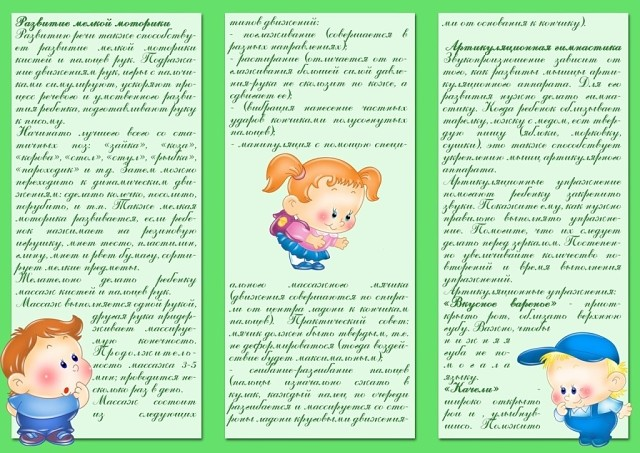 Развитие мелкой моторики
Развитию речи также способству-
ет развитие мелкой моторики
кистей и пальцев рук. Подража-
ние движениям рук, игры с пальчи-
ками стимулируют, ускоряют про-
цесс речевого и умственного разви-
тия ребенка, подготавливают руку
к письму.
Начинать лучше всего со ста-
тичных поз: «зайка», «коза»,
«корова», «стол», «стул», «рыбка»,
«пароходик» и т.д. Затем можно
переходить к динамическим дви-
жениям: сделать колечко, посолить,
порубить, и т.п. Также мелкая
моторика развивается, если ребе-
нок нажимает на резиновую
игрушку, мнет тесто, пластилин,
глину, мнет и рвет бумагу, сорти-
рует мелкие предметы.
Желательно делать ребенку
массаж кистей и пальцев рук.
Массаж выполняется одной рукой,
другая рука придер-
живает массируе-
мую конечность.
Продолжитель-
ность массажа 3-5
мин; проводится не-
сколько раз в день.
Массаж состоит
из следующих
типов движений:
- поглаживание (совершается в
разных направлениях);
- растирание (отличается от по-
глаживания большей силой давле-
ния-рука не скользит по коже, а
сдвигает ее);
- (вибрация нанесение частых
ударов кончиками полусогнутых
пальцев);
- манипуляция с помощью специ-
ального массажного мячика
(движения совершаются по спира-
ли от центра ладони к кончикам
пальцев). Практический совет:
мячик должен быть твердым, т.к.
не деформироваться (тогда воздей-
ствие будет максимальным);
- сгибание-разгибание пальцев
(пальцы изначально сжать в
кулак, каждый палец по очереди
разгибается и массируется со сто-
роны ладони круговыми движения-
ми от основания к кончику).
Артикуляционная гимнастика
Звукопроизношение зависит от
того, как развиты мышцы арти-
куляционного аппарата. Для его
развития нужно делать гимна-
стику. Когда ребенок облизывает
тарелку, ложку с медом, ест твер-
дую пищу (яблоки, морковку,
сушки), это также способствует
укреплению мышц артикулярного
аппарата.
Артикуляционные упражнение
помогают ребенку закрепить
звуки. Покажите ему, как нужно
правильно выполнять упражне-
ние. Помните, что их следует
делать перед зеркалом. Постепен-
но увеличивайте количество по-
вторений и время выполнения
упражнений.
Артикуляционные упражнения:
«Вкусное варенье» - приот-
крыть рот, облизать верхнюю
губу. Важно, чтобы
нижняя
губа не по-
могала
языку.
«Качели» -
широко открыть
рот и , улыбнув-
шись. Положить